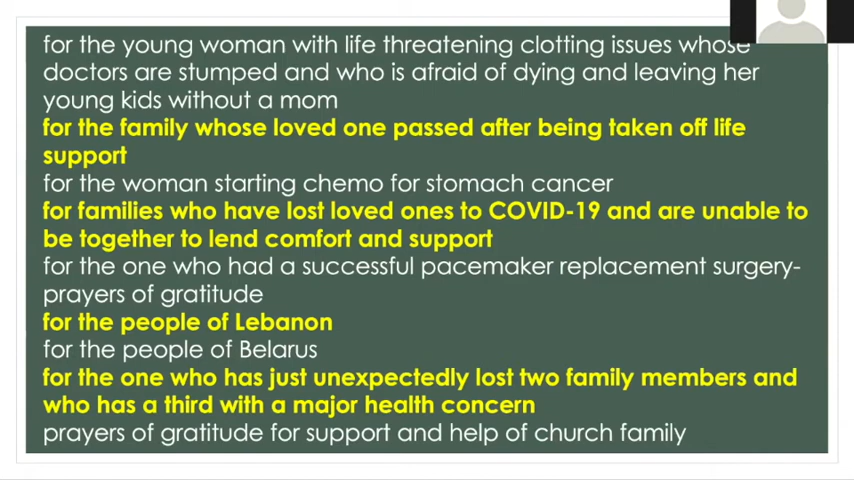 for the young woman with life threatening clotting issues whose
doctors are stumped and who is afraid of dying and leaving her
young kids without a mom
for the family whose loved one passed after being taken off life
support
for the woman starting chemo for stomach cancer
for families who have lost loved ones to COVID-19 and are unable to
be together to lend comfort and support
for the one who had a successful pacemaker replacement surgery-
prayers of gratitude
for the people of Lebanon
for the people of Belarus
for the one who has just unexpectedly lost two family members and
who has a third with a major health concern
prayers of gratitude for support and help of church family